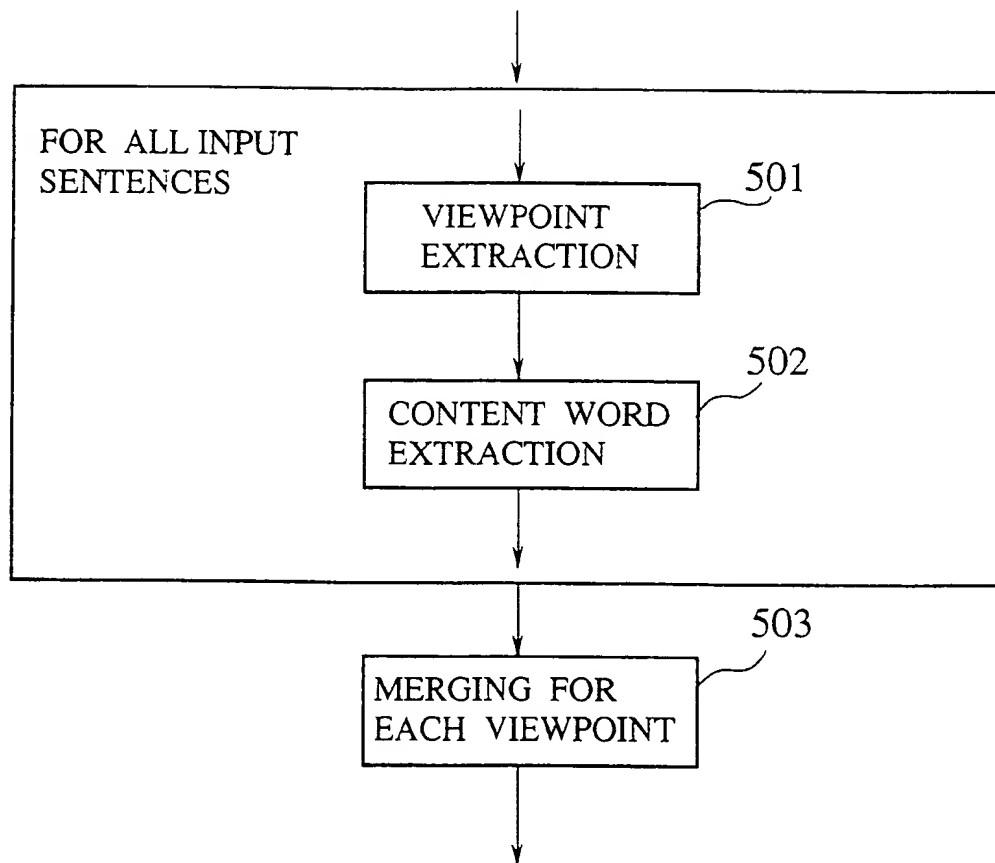 FOR ALL INPUT
SENTENCES
501
VIEWPOINT
EXTRACTION
502
CONTENT WORD
EXTRACTION
503
MERGING FOR
EACH VIEWPOINT